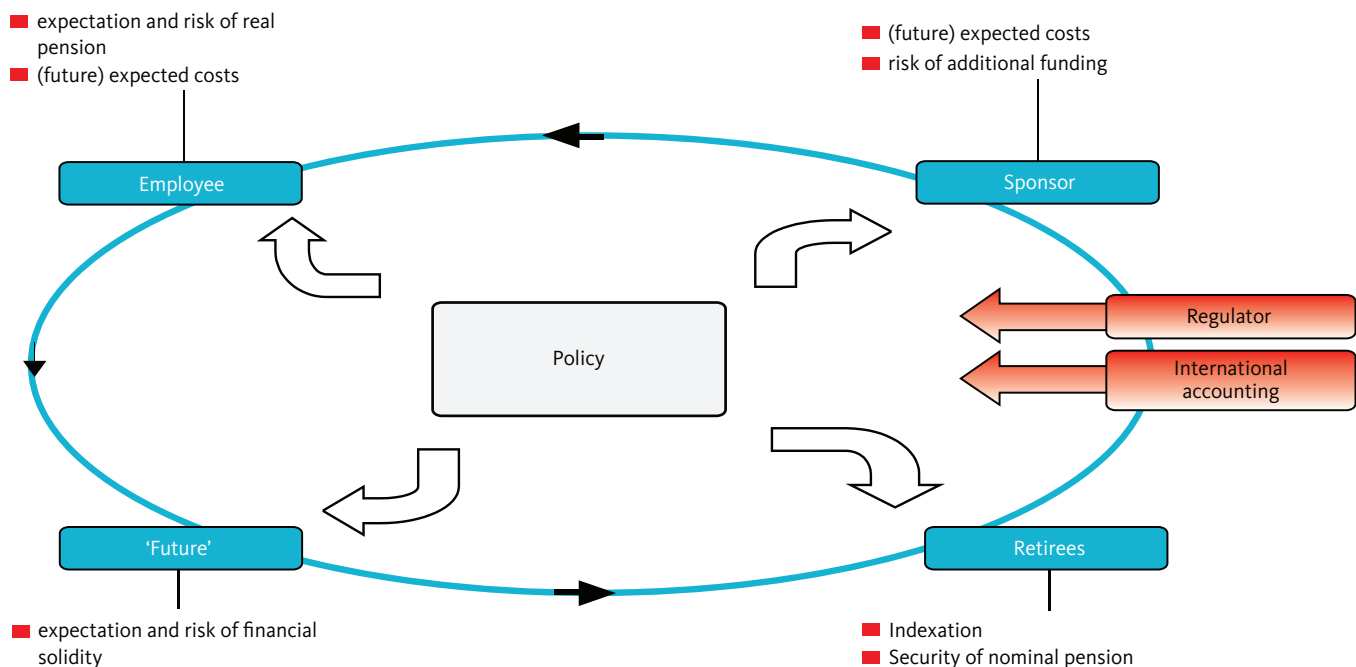 expectation and risk of real
pension
(future) expected costs
(future) expected costs
risk of additional funding
Employee
Sponsor
Regulator
International
accounting
Policy
‘Future’
Retirees
expectation and risk of financial
solidity
Indexation
Security of nominal pension